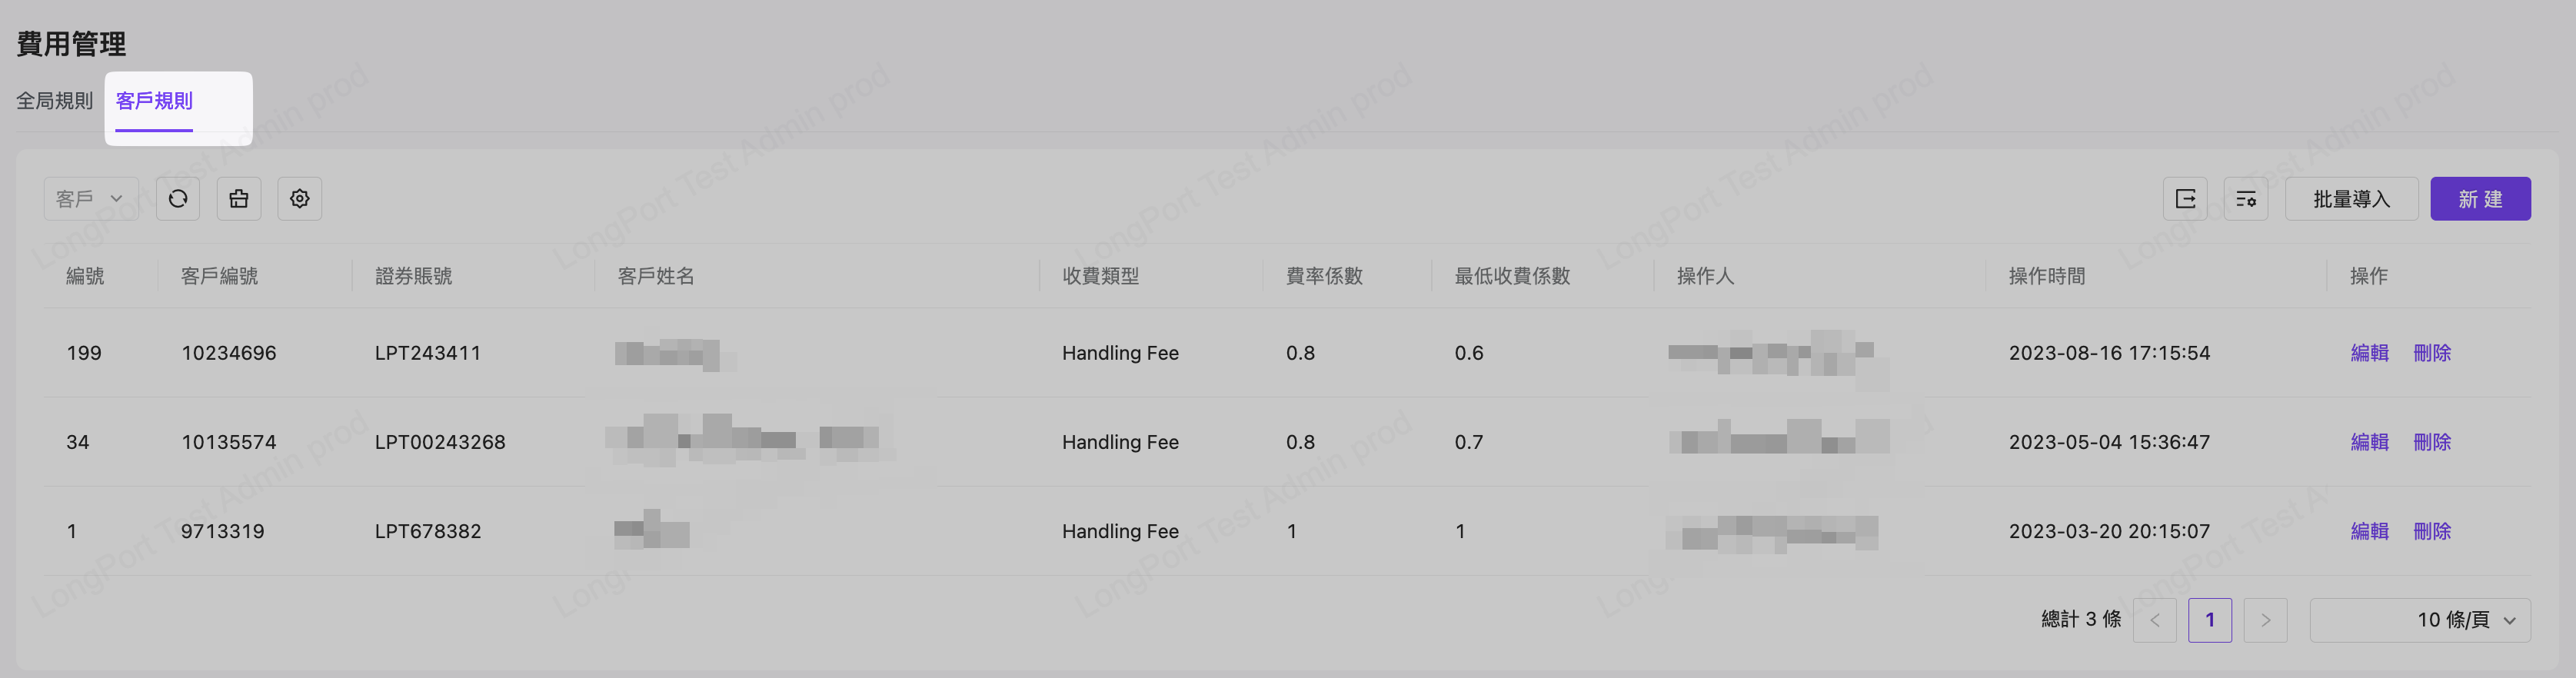 費用管理
全局規則 客戶規則
客戶 批量導入 新 建
編號 客戶編號 證券賬號 客戶姓名 收費類型 費率係數 最低收費係數 操作人 操作時間 操作
199 10234696 LPT243411 Handling Fee 0.8 0.6 2023-08-16 17:15:54 編輯 刪除
34 10135574 LPT00243268 Handling Fee 0.8 0.7 2023-05-04 15:36:47 編輯 刪除
1 9713319 LPT678382 Handling Fee 1 1 2023-03-20 20:15:07 編輯 刪除
總計 3 條 < 1 > 10 條/頁
LongPort Test Admin prod